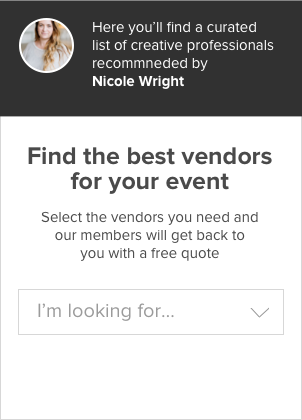 Here you'll find a curated
list of creative professionals
recommneded by
Nicole Wright
Find the best vendors
for your event
Select the vendors you need and
our members will get back to
you with a free quote
I'm looking for...